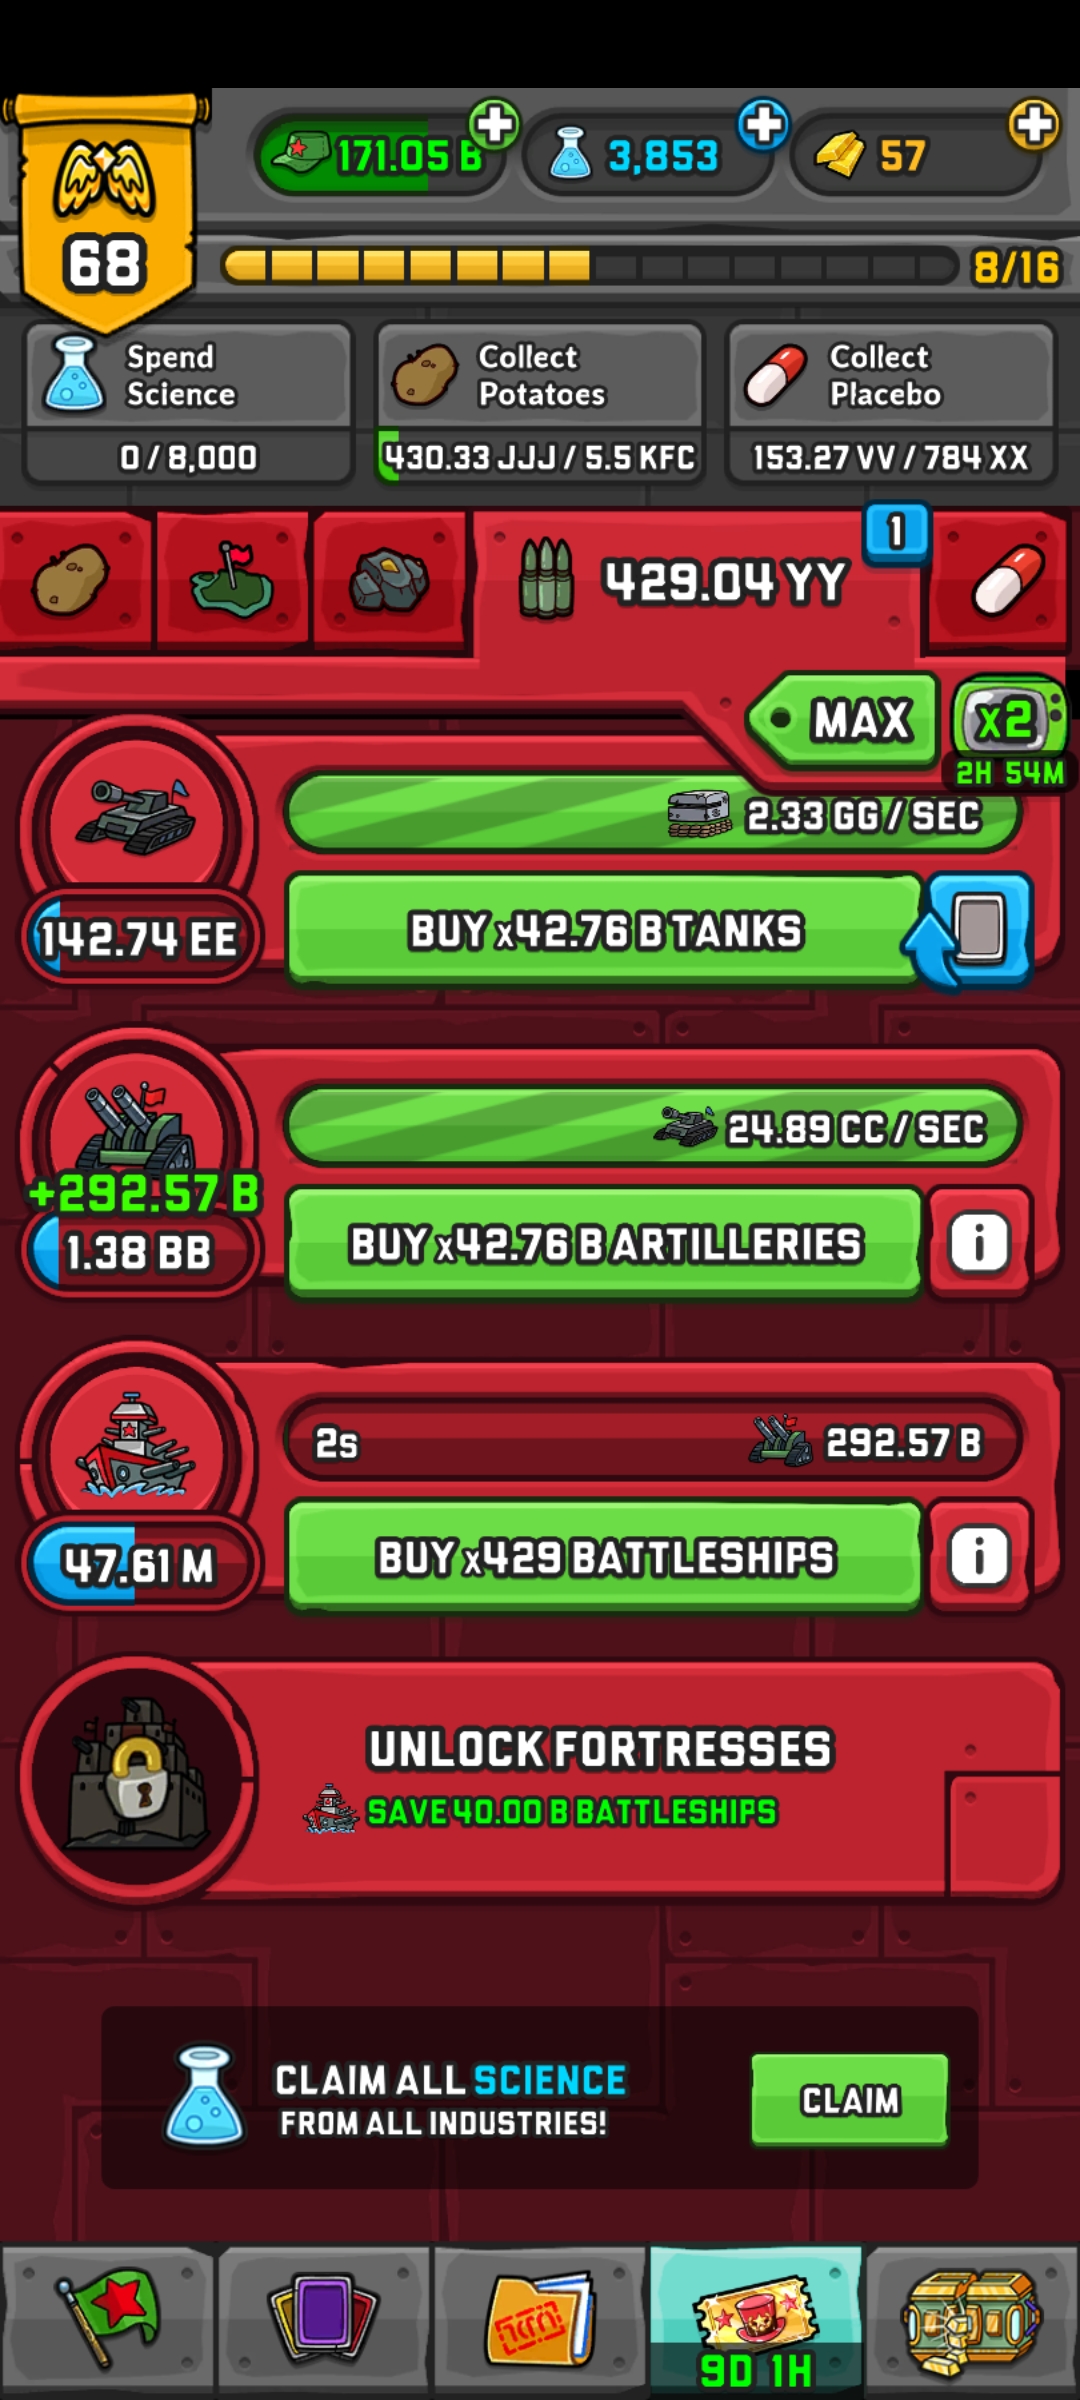 171.05 B
3,853
57
68
8/16
Spend
Science
0 / 8,000
Collect
Potatoes
430.33 JJJ / 5.5 KFC
Collect
Placebo
153.27 VV / 784 XX
429.04 YY
1
MAX
x2
2H 54M
2.33 GG / SEC
142.74 EE
BUY x42.76 B TANKS
24.89 CC / SEC
+292.57 B
1.38 BB
BUY x42.76 B ARTILLERIES
i
2s
292.57 B
47.61 M
BUY x429 BATTLESHIPS
i
UNLOCK FORTRESSES
SAVE 40.00 B BATTLESHIPS
CLAIM ALL SCIENCE
FROM ALL INDUSTRIES!
CLAIM
9D 1H